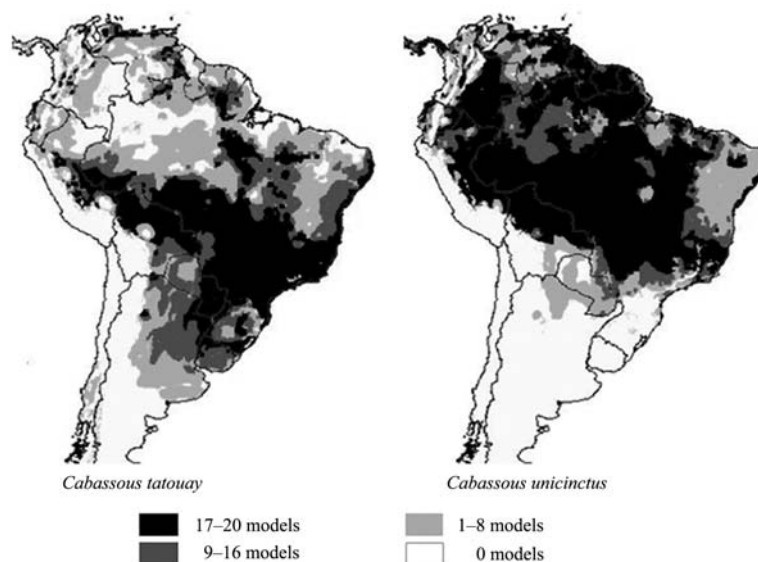 Cabassous tatouay
Cabassous unicinctus
17–20 models
1–8 models
9–16 models
0 models